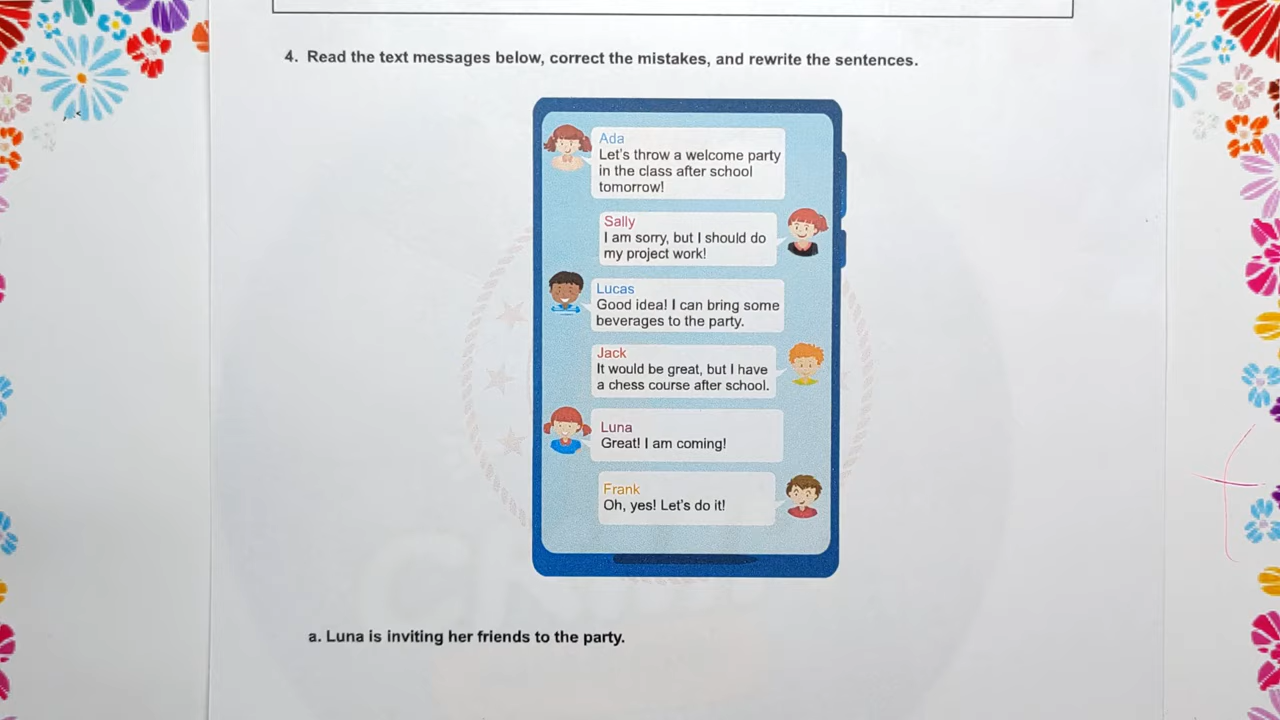 4. Read the text messages below, correct the mistakes, and rewrite the sentences.
Ada
Let's throw a welcome party
in the class after school
tomorrow!
Sally
I am sorry, but I should do
my project work!
Lucas
Good idea! I can bring some
beverages to the party.
Jack
It would be great, but I have
a chess course after school.
Luna
Great! I am coming!
Frank
Oh, yes! Let's do it!
a. Luna is inviting her friends to the party.